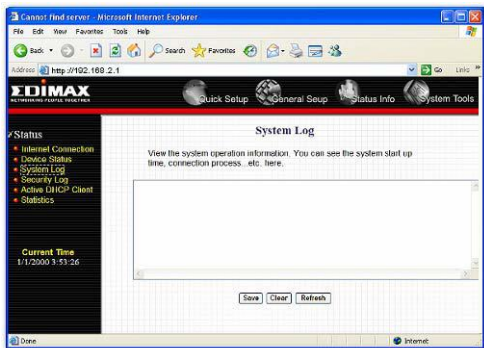 Cannot find server - Microsoft Internet Explorer
File Edit View Favorites Tools Help
Back Search Favorites
Address http://192.168.2.1 Go Links
EDIMAX
NETWORKING PEOPLE TOGETHER
Quick Setup General Seup Status Info System Tools
Status
Internet Connection
Device Status
System Log
Security Log
Active DHCP Client
Statistics
Current Time
1/1/2000 3:53:26
System Log
View the system operation information. You can see the system start up
time, connection process...etc. here.
Save Clear Refresh
Done Internet